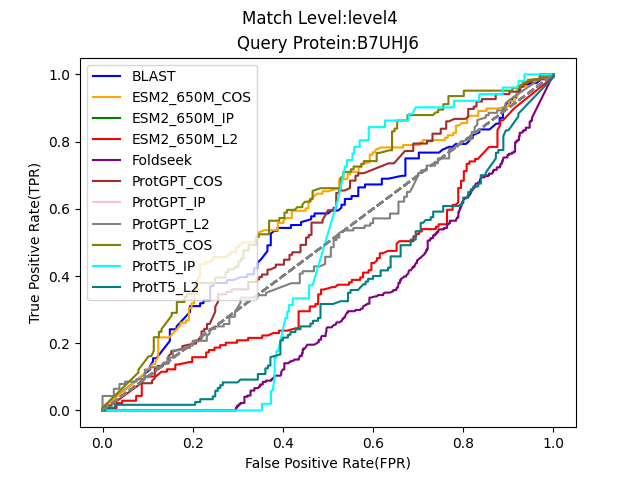 Match Level:level4
Query Protein:B7UHJ6
True Positive Rate(TPR)
1.0
0.8
0.6
0.4
0.2
0.0
BLAST
ESM2_650M_COS
ESM2_650M_IP
ESM2_650M_L2
Foldseek
ProtGPT_COS
ProtGPT_IP
ProtGPT_L2
ProtT5_COS
ProtT5_IP
ProtT5_L2
0.0 0.2 0.4 0.6 0.8 1.0
False Positive Rate(FPR)